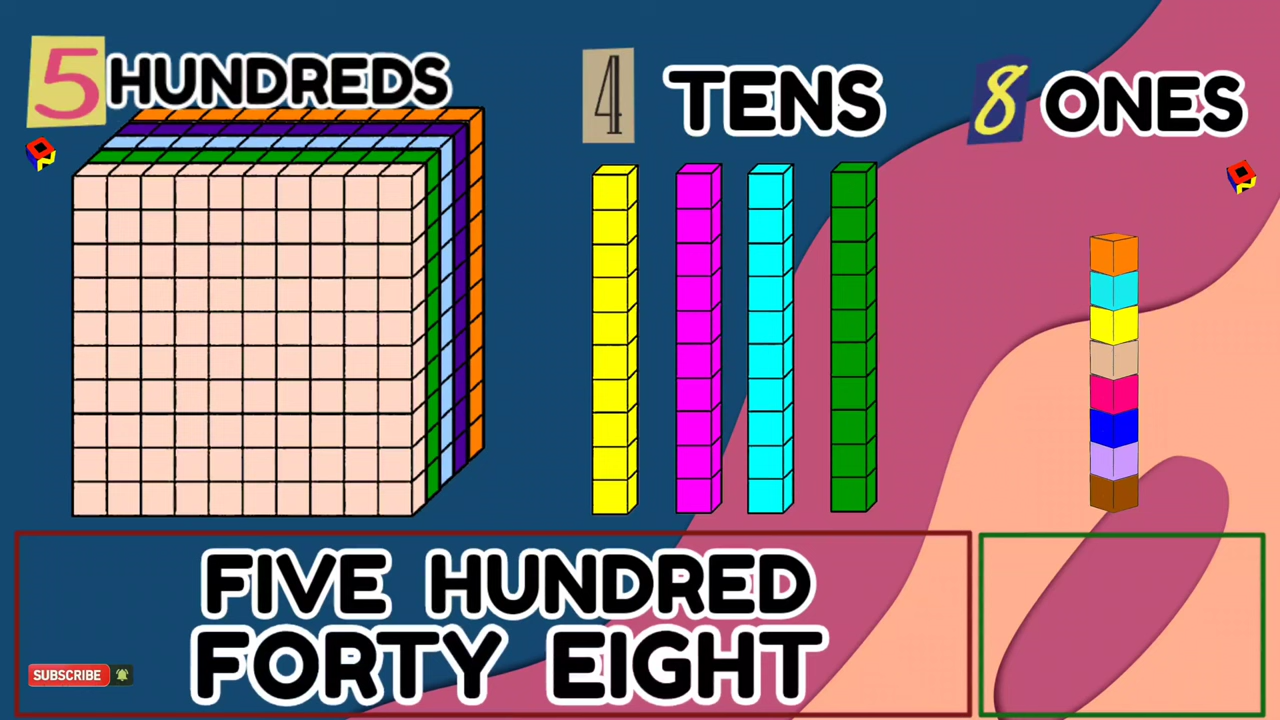 5 HUNDREDS
4 TENS
8 ONES
FIVE HUNDRED
FORTY EIGHT
SUBSCRIBE